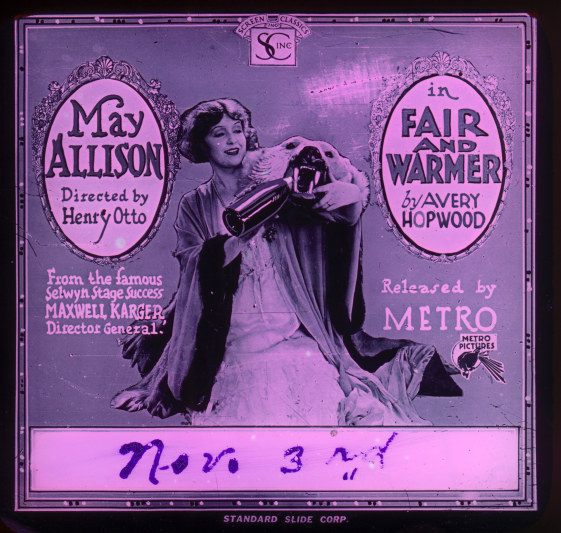 SCREEN CLASSICS
SC INC
May
ALLISON
Directed by
Henry Otto
in
FAIR
AND
WARMER
by AVERY
HOPWOOD
From the famous
Selwyn Stage Success
MAXWELL KARGER
Director General.
Released by
METRO
METRO
PICTURES
Nov. 3rd
STANDARD SLIDE CORP.